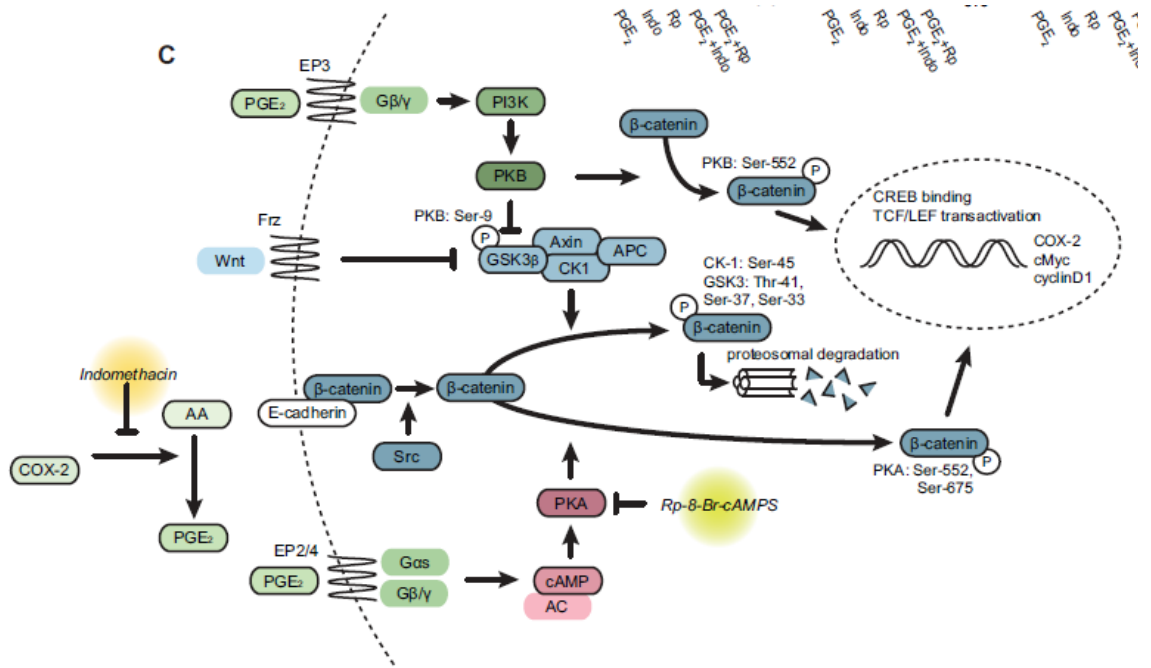 PGE₂
Indo
Rp
PGE₂+Indo
PGE₂+Rp
PGE₂
Indo
Rp
PGE₂+Indo
PGE₂+Rp
PGE₂
Indo
Rp
C
EP3
PGE₂
Gβ/γ
PI3K
PKB
β-catenin
PKB: Ser-552
P
β-catenin
CREB binding
TCF/LEF transactivation
COX-2
cMyc
cyclinD1
Frz
Wnt
PKB: Ser-9
P
GSK3β
Axin
CK1
APC
CK-1: Ser-45
GSK3: Thr-41,
Ser-37, Ser-33
P
β-catenin
proteosomal degradation
Indomethacin
AA
COX-2
PGE₂
β-catenin
E-cadherin
β-catenin
Src
β-catenin
P
PKA: Ser-552,
Ser-675
PKA
Rp-8-Br-cAMPS
EP2/4
PGE₂
Gαs
Gβ/γ
cAMP
AC